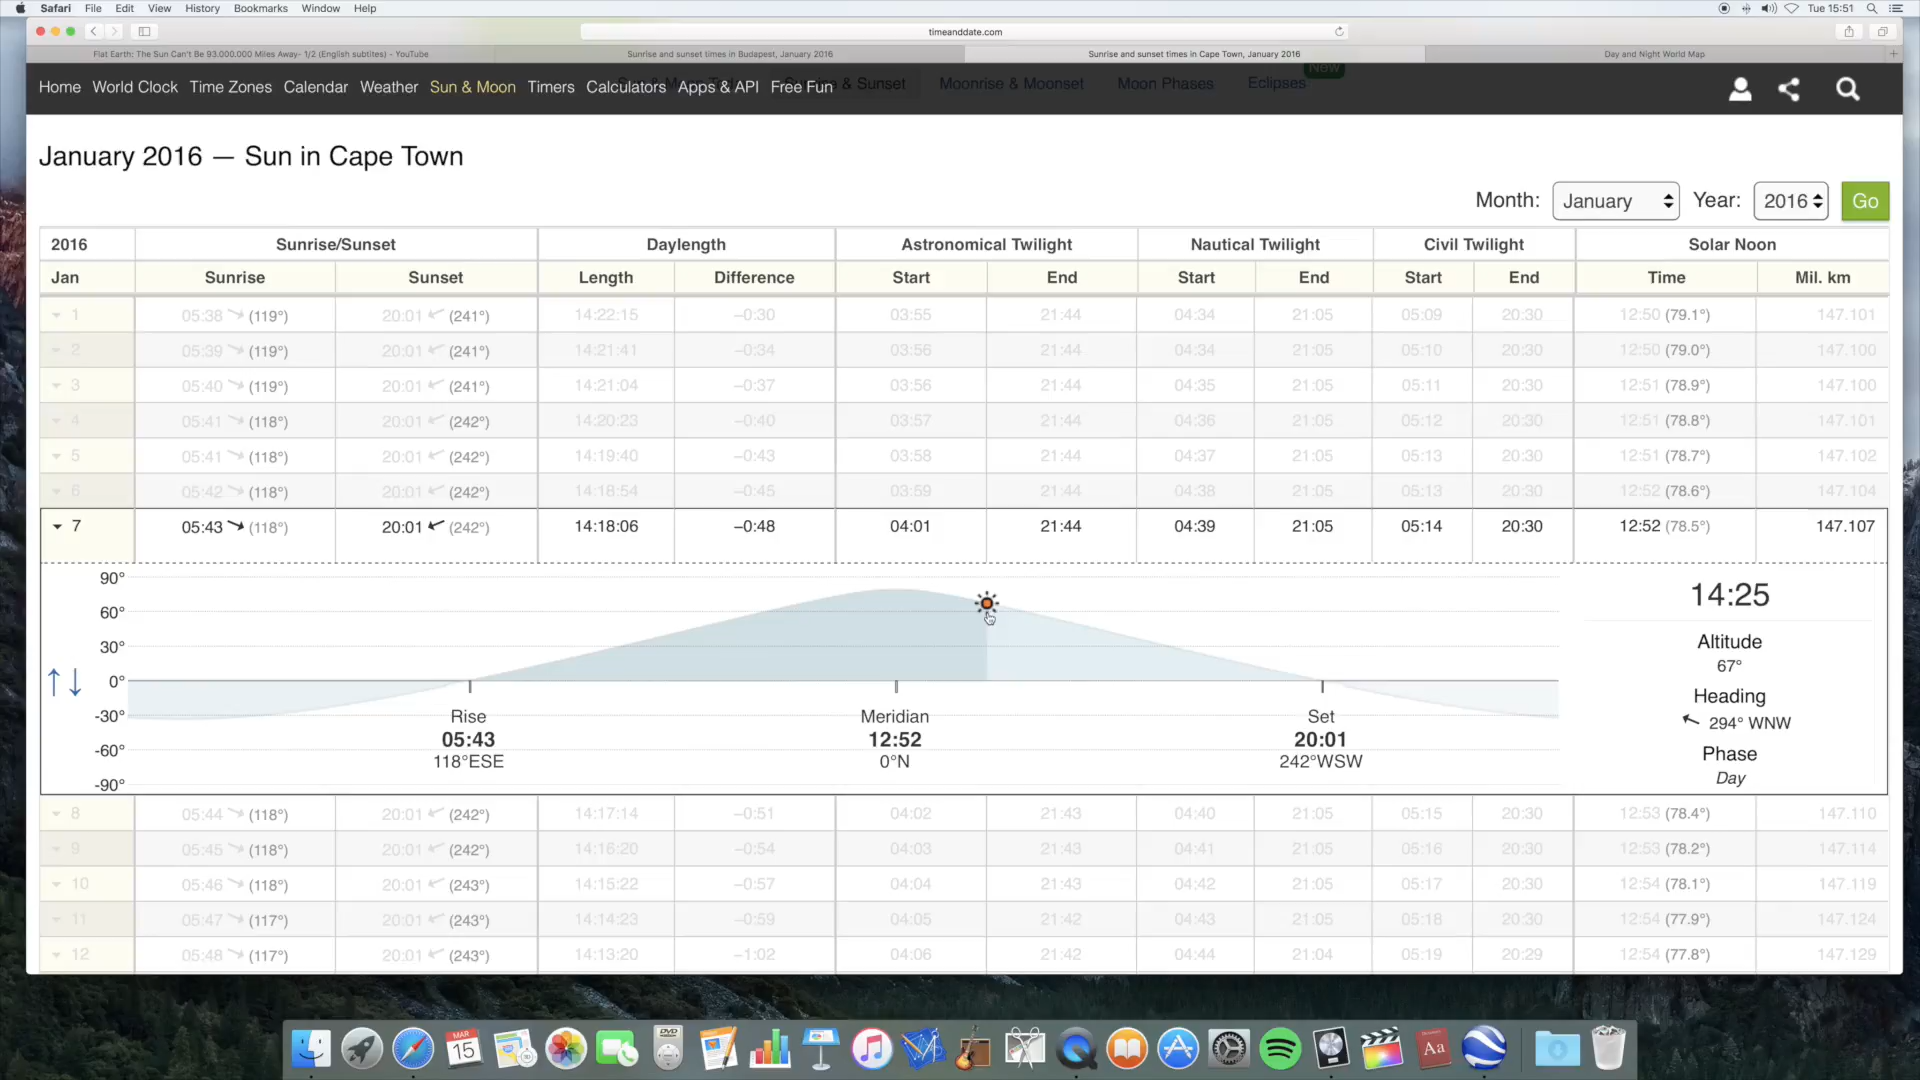 Safari File Edit View History Bookmarks Window Help Tue 15:51
timeanddate.com
Flat Earth: The Sun Can't Be 93.000.000 Miles Away- 1/2 (English subtites) - YouTube Sunrise and sunset times in Budapest, January 2016 Sunrise and sunset times in Cape Town, January 2016 Day and Night World Map
Home World Clock Time Zones Calendar Weather Sun & Moon Timers Calculators Apps & API Free Fun
Sunrise & Sunset Moonrise & Moonset Moon Phases Eclipses New
January 2016 — Sun in Cape Town
Month: January Year: 2016 Go
2016 Sunrise/Sunset Daylength Astronomical Twilight Nautical Twilight Civil Twilight Solar Noon
Jan Sunrise Sunset Length Difference Start End Start End Start End Time Mil. km
1 05:38 (119°) 20:01 (241°) 14:22:15 −0:30 03:55 21:44 04:34 21:05 05:09 20:30 12:50 (79.1°) 147.101
2 05:39 (119°) 20:01 (241°) 14:21:41 −0:34 03:56 21:44 04:34 21:05 05:10 20:30 12:50 (79.0°) 147.100
3 05:40 (119°) 20:01 (241°) 14:21:04 −0:37 03:56 21:44 04:35 21:05 05:11 20:30 12:51 (78.9°) 147.100
4 05:41 (118°) 20:01 (242°) 14:20:23 −0:40 03:57 21:44 04:36 21:05 05:12 20:30 12:51 (78.8°) 147.101
5 05:41 (118°) 20:01 (242°) 14:19:40 −0:43 03:58 21:44 04:37 21:05 05:13 20:30 12:51 (78.7°) 147.102
6 05:42 (118°) 20:01 (242°) 14:18:54 −0:45 03:59 21:44 04:38 21:05 05:13 20:30 12:52 (78.6°) 147.104
7 05:43 (118°) 20:01 (242°) 14:18:06 −0:48 04:01 21:44 04:39 21:05 05:14 20:30 12:52 (78.5°) 147.107
90°
60°
30°
0°
-30°
-60°
-90°
Rise
05:43
118°ESE
Meridian
12:52
0°N
Set
20:01
242°WSW
14:25
Altitude
67°
Heading
294° WNW
Phase
Day
8 05:44 (118°) 20:01 (242°) 14:17:14 −0:51 04:02 21:43 04:40 21:05 05:15 20:30 12:53 (78.4°) 147.110
9 05:45 (118°) 20:01 (242°) 14:16:20 −0:54 04:03 21:43 04:41 21:05 05:16 20:30 12:53 (78.2°) 147.114
10 05:46 (118°) 20:01 (243°) 14:15:22 −0:57 04:04 21:43 04:42 21:05 05:17 20:30 12:54 (78.1°) 147.119
11 05:47 (117°) 20:01 (243°) 14:14:23 −0:59 04:05 21:42 04:43 21:05 05:18 20:30 12:54 (77.9°) 147.124
12 05:48 (117°) 20:01 (243°) 14:13:20 −1:02 04:06 21:42 04:44 21:04 05:19 20:29 12:54 (77.8°) 147.129
MAR
15
DVD
Aa